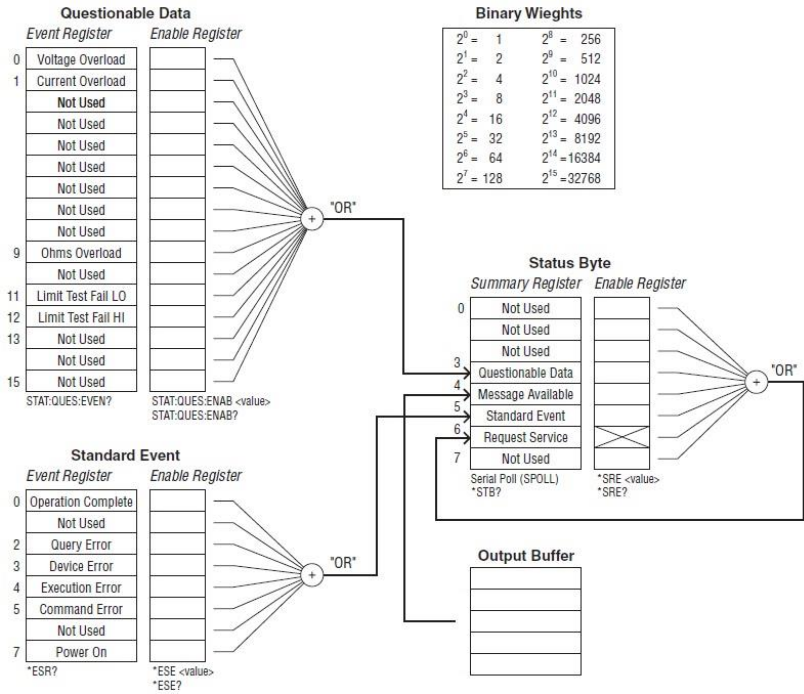 Questionable Data
Event Register Enable Register
0 Voltage Overload
1 Current Overload
Not Used
Not Used
Not Used
Not Used
Not Used
Not Used
Not Used
9 Ohms Overload
Not Used
11 Limit Test Fail LO
12 Limit Test Fail HI
13 Not Used
Not Used
15 Not Used
STAT:QUES:EVEN? STAT:QUES:ENAB <value>
STAT:QUES:ENAB?
+
"OR"
Binary Wieghts
2⁰ = 1 2⁸ = 256
2¹ = 2 2⁹ = 512
2² = 4 2¹⁰ = 1024
2³ = 8 2¹¹ = 2048
2⁴ = 16 2¹² = 4096
2⁵ = 32 2¹³ = 8192
2⁶ = 64 2¹⁴ =16384
2⁷ = 128 2¹⁵ =32768
Status Byte
Summary Register Enable Register
0 Not Used
Not Used
Not Used
3 Questionable Data
4 Message Available
5 Standard Event
6 Request Service
7 Not Used
Serial Poll (SPOLL) *SRE <value>
*STB? *SRE?
+
"OR"
Standard Event
Event Register Enable Register
0 Operation Complete
Not Used
2 Query Error
3 Device Error
4 Execution Error
5 Command Error
Not Used
7 Power On
*ESR? *ESE <value>
*ESE?
+
"OR"
Output Buffer